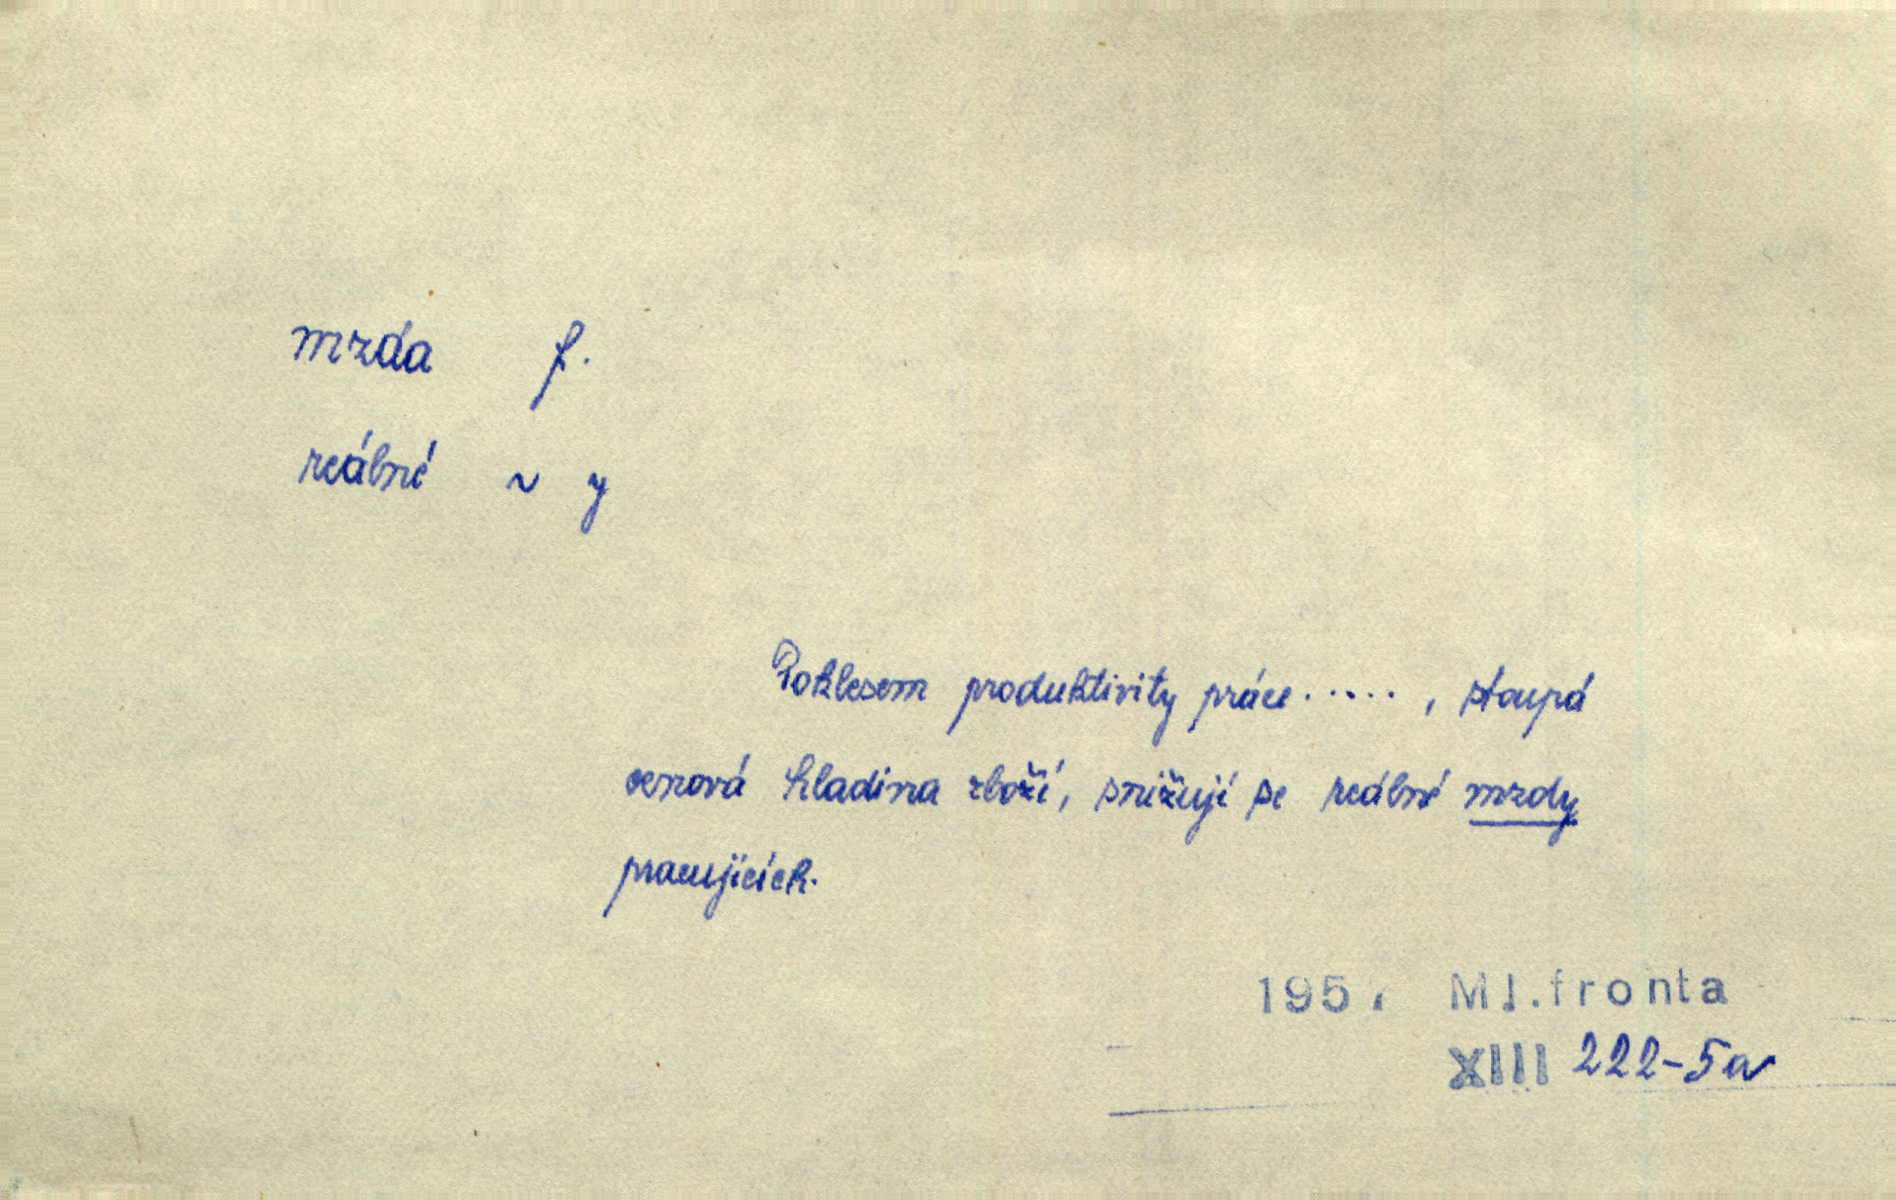 mzda f.
reálné ~ y
Poklesem produktivity práce....., stoupá
cenová hladina zboží, snižují se reálné mzdy
pracujících.
195 Ml. fronta
XIII 222-5a